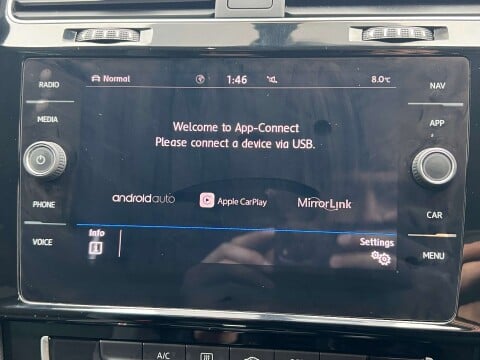 RADIO
MEDIA
PHONE
VOICE
Normal
1:46
8.0°C
Welcome to App-Connect
Please connect a device via USB.
androidauto
Apple CarPlay
MirrorLink
Info
Settings
NAV
APP
CAR
MENU
A/C